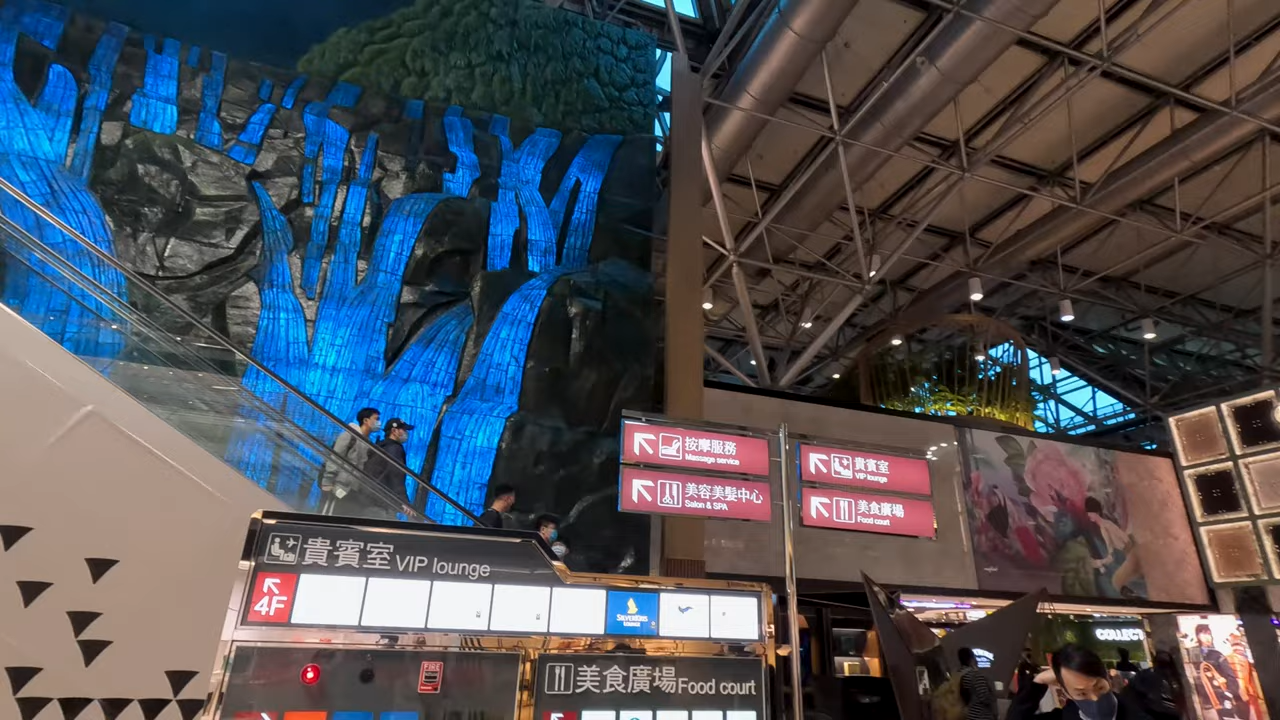 按摩服務
Massage service
美容美髮中心
Salon & SPA
貴賓室
VIP lounge
美食廣場
Food court
貴賓室 VIP lounge
4F
SILVERKRIS
LOUNGE
FIRE
美食廣場 Food court
COLLECT